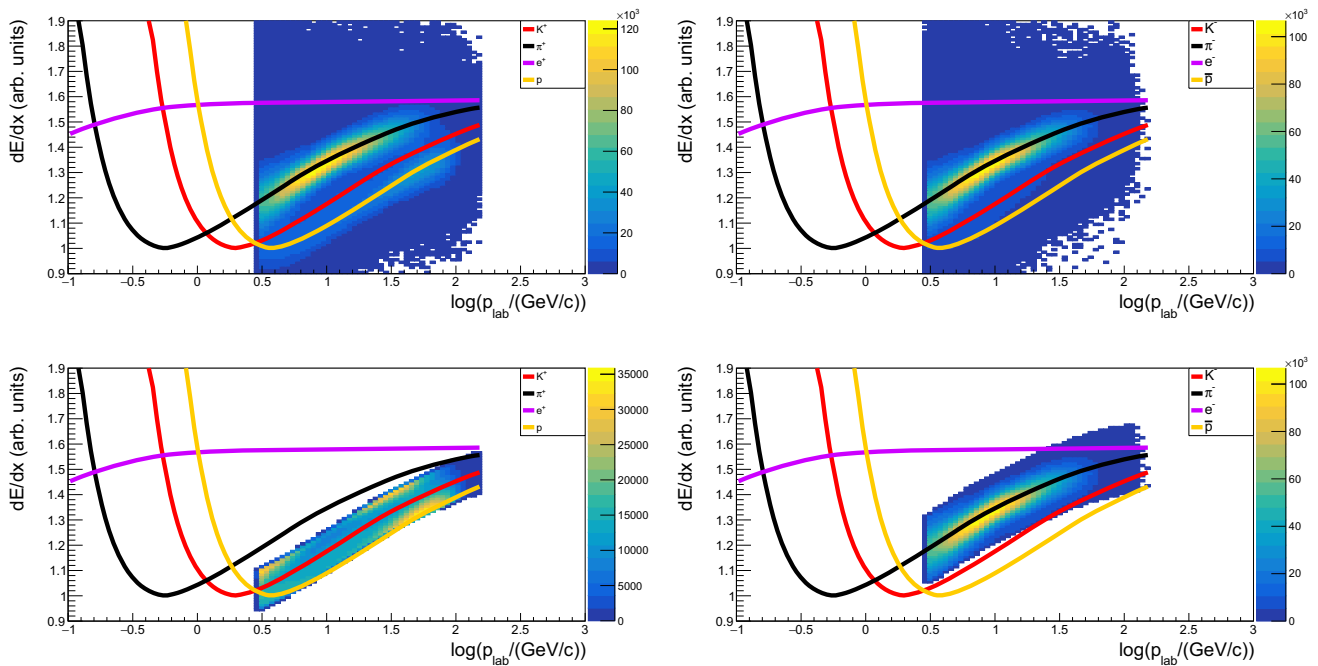 dE/dx (arb. units)
1.9
1.8
1.7
1.6
1.5
1.4
1.3
1.2
1.1
1
0.9
−1 −0.5 0 0.5 1 1.5 2 2.5 3
log(p_lab/(GeV/c))
K⁺
π⁺
e⁺
p
×10³
120
100
80
60
40
20
0
dE/dx (arb. units)
1.9
1.8
1.7
1.6
1.5
1.4
1.3
1.2
1.1
1
0.9
−1 −0.5 0 0.5 1 1.5 2 2.5 3
log(p_lab/(GeV/c))
K⁻
π⁻
e⁻
p̅
×10³
100
80
60
40
20
0
dE/dx (arb. units)
1.9
1.8
1.7
1.6
1.5
1.4
1.3
1.2
1.1
1
0.9
−1 −0.5 0 0.5 1 1.5 2 2.5 3
log(p_lab/(GeV/c))
K⁺
π⁺
e⁺
p
35000
30000
25000
20000
15000
10000
5000
0
dE/dx (arb. units)
1.9
1.8
1.7
1.6
1.5
1.4
1.3
1.2
1.1
1
0.9
−1 −0.5 0 0.5 1 1.5 2 2.5 3
log(p_lab/(GeV/c))
K⁻
π⁻
e⁻
p̅
×10³
100
80
60
40
20
0